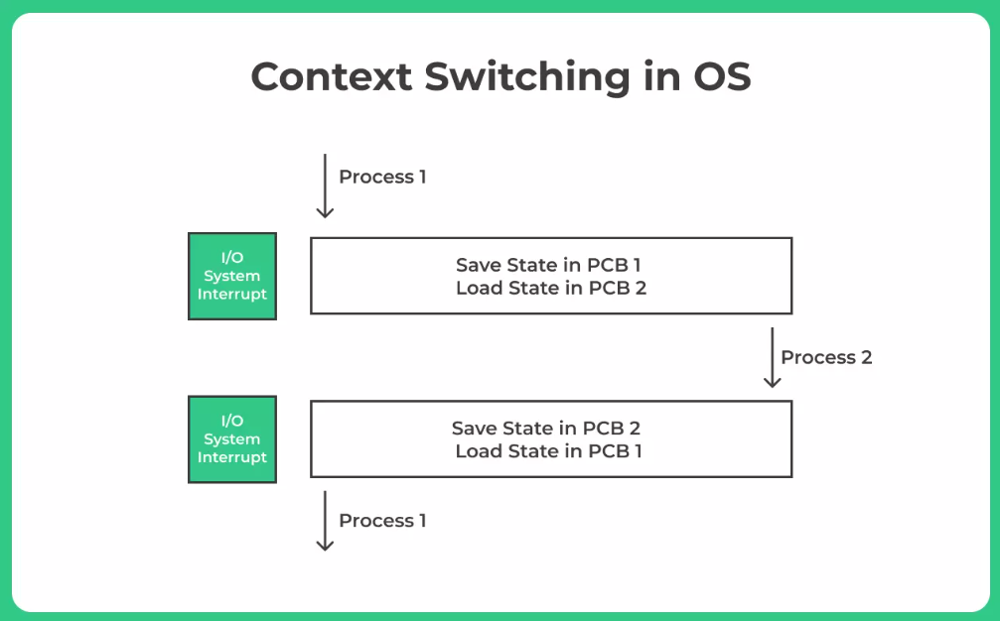 Context Switching in OS
Process 1
I/O
System
Interrupt
Save State in PCB 1
Load State in PCB 2
Process 2
I/O
System
Interrupt
Save State in PCB 2
Load State in PCB 1
Process 1